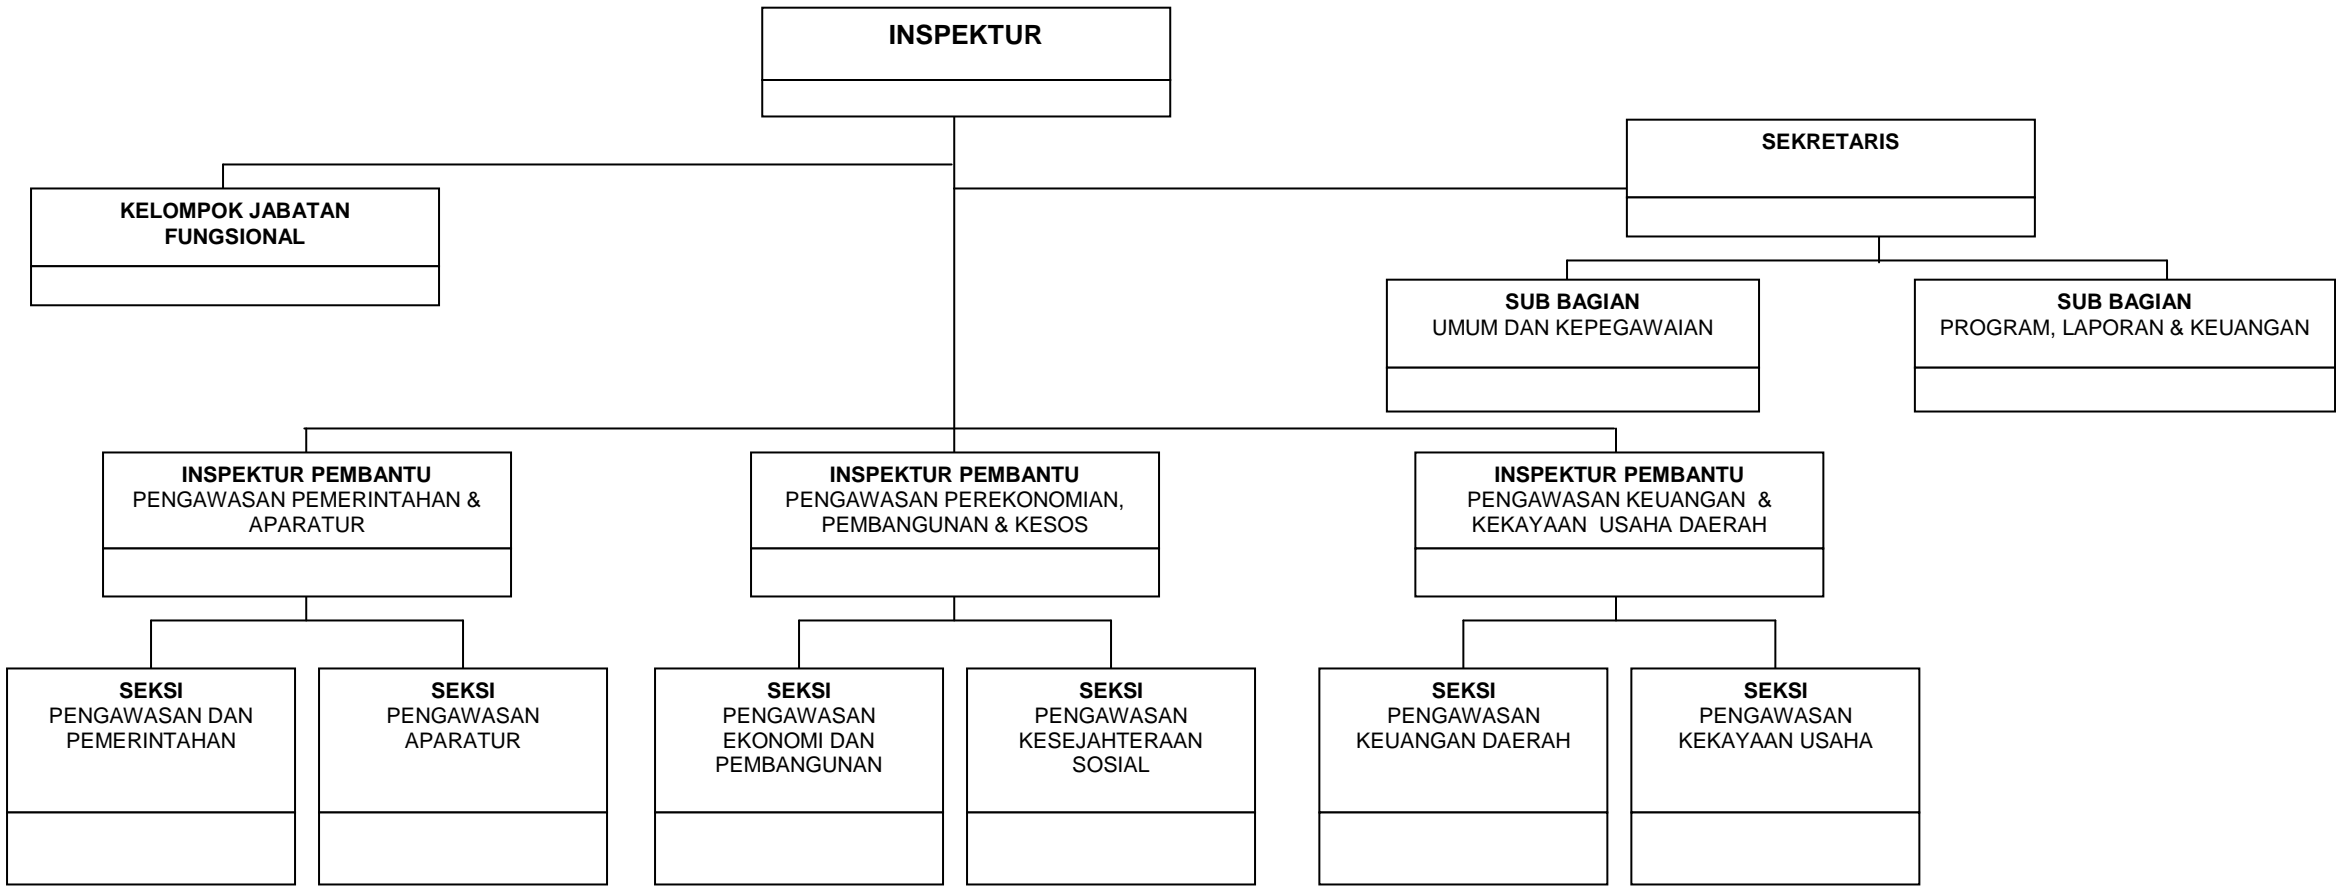 INSPEKTUR
SEKRETARIS
KELOMPOK JABATAN
FUNGSIONAL
SUB BAGIAN
UMUM DAN KEPEGAWAIAN
SUB BAGIAN
PROGRAM, LAPORAN & KEUANGAN
INSPEKTUR PEMBANTU
PENGAWASAN PEMERINTAHAN &
APARATUR
INSPEKTUR PEMBANTU
PENGAWASAN PEREKONOMIAN,
PEMBANGUNAN & KESOS
INSPEKTUR PEMBANTU
PENGAWASAN KEUANGAN &
KEKAYAAN USAHA DAERAH
SEKSI
PENGAWASAN DAN
PEMERINTAHAN
SEKSI
PENGAWASAN
APARATUR
SEKSI
PENGAWASAN
EKONOMI DAN
PEMBANGUNAN
SEKSI
PENGAWASAN
KESEJAHTERAAN
SOSIAL
SEKSI
PENGAWASAN
KEUANGAN DAERAH
SEKSI
PENGAWASAN
KEKAYAAN USAHA